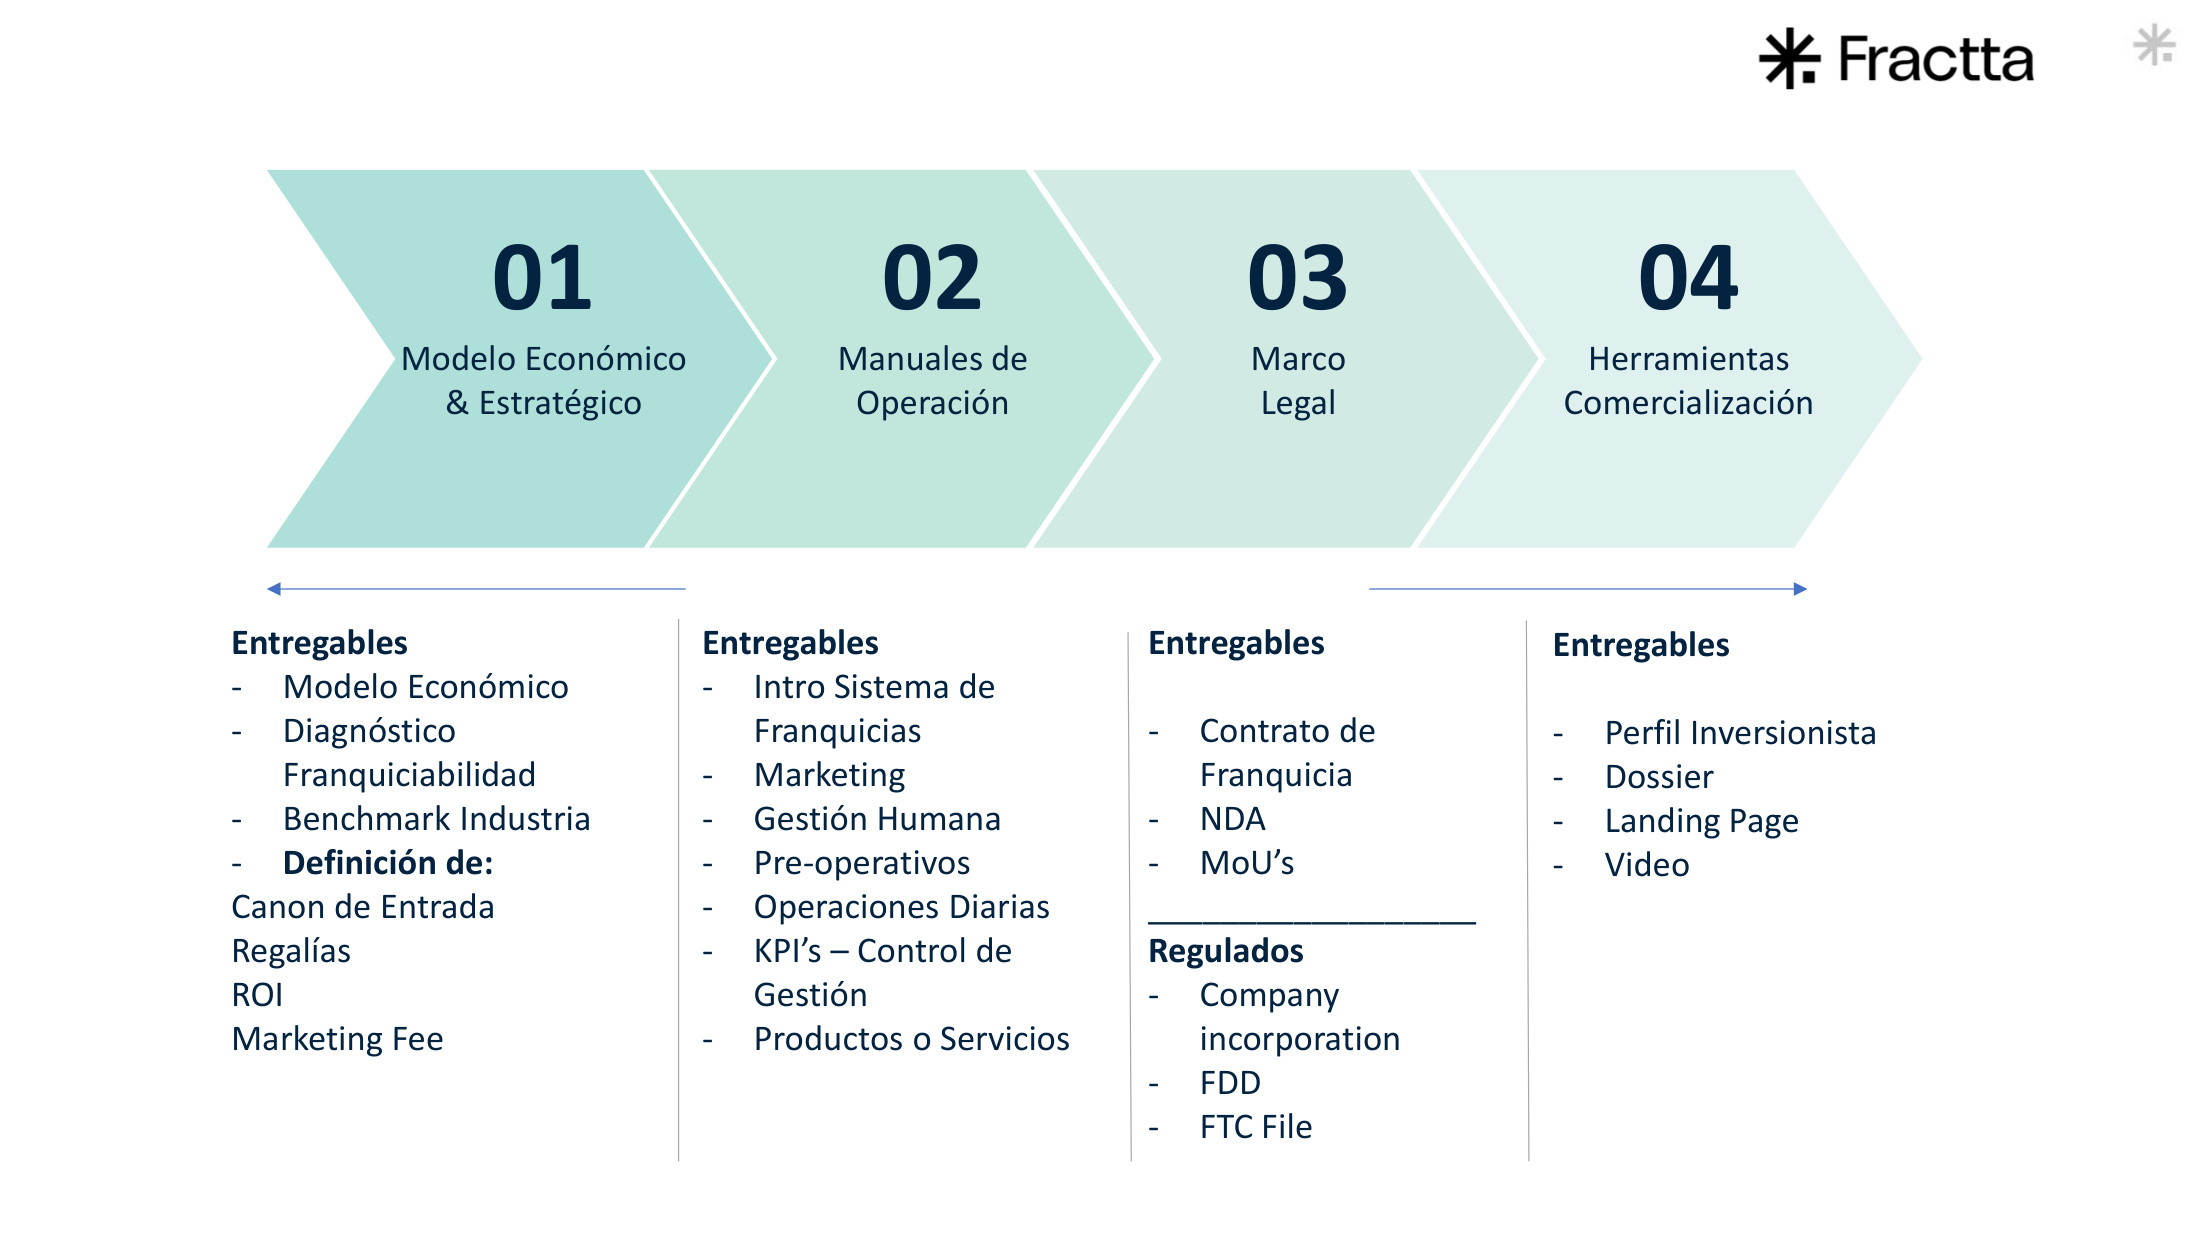 Fractta
01
Modelo Económico
& Estratégico
02
Manuales de
Operación
03
Marco
Legal
04
Herramientas
Comercialización
Entregables
- Modelo Económico
- Diagnóstico
Franquiciabilidad
- Benchmark Industria
- Definición de:
Canon de Entrada
Regalías
ROI
Marketing Fee
Entregables
- Intro Sistema de
Franquicias
- Marketing
- Gestión Humana
- Pre-operativos
- Operaciones Diarias
- KPI’s – Control de
Gestión
- Productos o Servicios
Entregables
- Contrato de
Franquicia
- NDA
- MoU’s
Regulados
- Company
incorporation
- FDD
- FTC File
Entregables
- Perfil Inversionista
- Dossier
- Landing Page
- Video